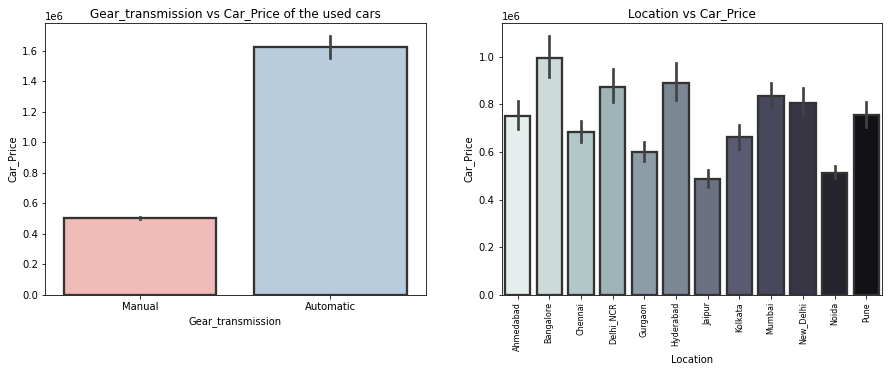 Gear_transmission vs Car_Price of the used cars
1e6
Car_Price
1.6
1.4
1.2
1.0
0.8
0.6
0.4
0.2
0.0
Manual
Automatic
Gear_transmission
Location vs Car_Price
1e6
Car_Price
1.0
0.8
0.6
0.4
0.2
0.0
Ahmedabad
Bangalore
Chennai
Delhi_NCR
Gurgaon
Hyderabad
Jaipur
Kolkata
Mumbai
New_Delhi
Noida
Pune
Location